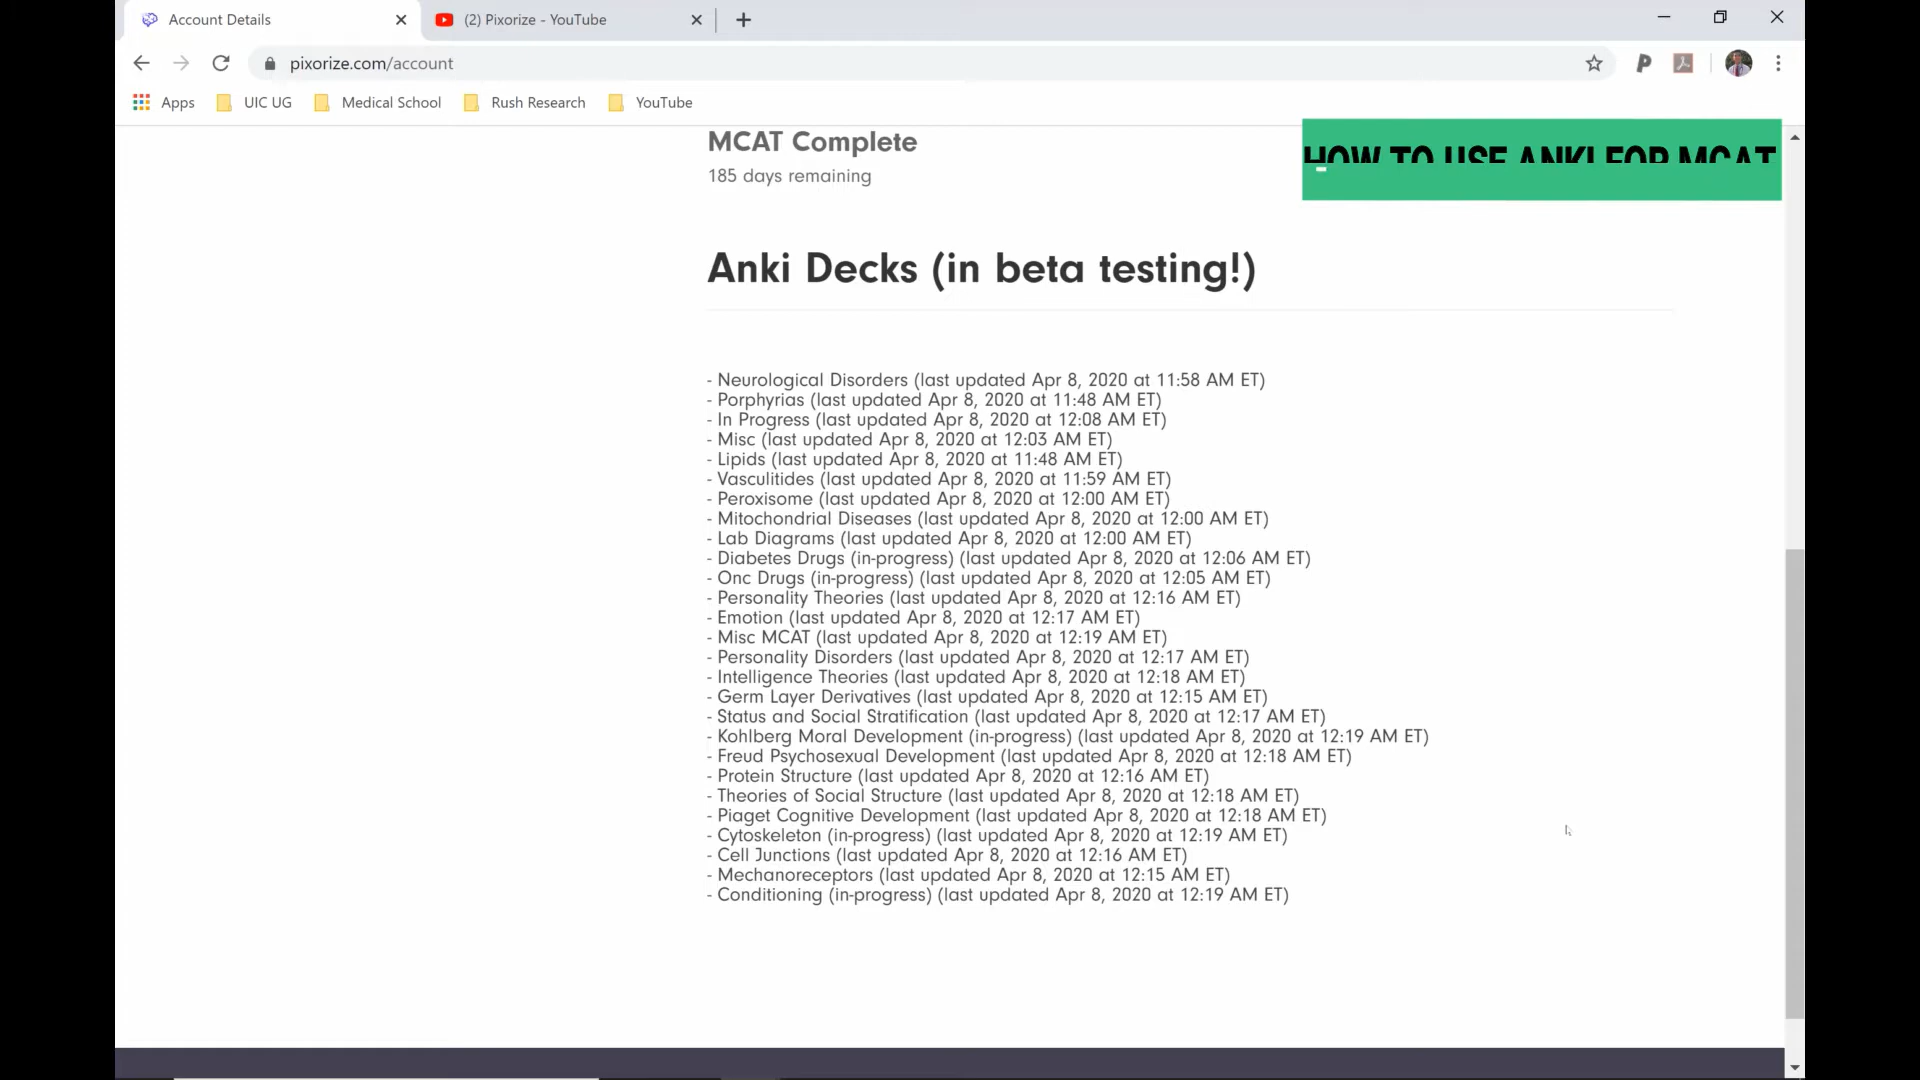 Account Details
(2) Pixorize - YouTube
pixorize.com/account
Apps
UIC UG
Medical School
Rush Research
YouTube
MCAT Complete
HOW TO USE ANKI FOR MCAT
185 days remaining
Anki Decks (in beta testing!)
- Neurological Disorders (last updated Apr 8, 2020 at 11:58 AM ET)
- Porphyrias (last updated Apr 8, 2020 at 11:48 AM ET)
- In Progress (last updated Apr 8, 2020 at 12:08 AM ET)
- Misc (last updated Apr 8, 2020 at 12:03 AM ET)
- Lipids (last updated Apr 8, 2020 at 11:48 AM ET)
- Vasculitides (last updated Apr 8, 2020 at 11:59 AM ET)
- Peroxisome (last updated Apr 8, 2020 at 12:00 AM ET)
- Mitochondrial Diseases (last updated Apr 8, 2020 at 12:00 AM ET)
- Lab Diagrams (last updated Apr 8, 2020 at 12:00 AM ET)
- Diabetes Drugs (in-progress) (last updated Apr 8, 2020 at 12:06 AM ET)
- Onc Drugs (in-progress) (last updated Apr 8, 2020 at 12:05 AM ET)
- Personality Theories (last updated Apr 8, 2020 at 12:16 AM ET)
- Emotion (last updated Apr 8, 2020 at 12:17 AM ET)
- Misc MCAT (last updated Apr 8, 2020 at 12:19 AM ET)
- Personality Disorders (last updated Apr 8, 2020 at 12:17 AM ET)
- Intelligence Theories (last updated Apr 8, 2020 at 12:18 AM ET)
- Germ Layer Derivatives (last updated Apr 8, 2020 at 12:15 AM ET)
- Status and Social Stratification (last updated Apr 8, 2020 at 12:17 AM ET)
- Kohlberg Moral Development (in-progress) (last updated Apr 8, 2020 at 12:19 AM ET)
- Freud Psychosexual Development (last updated Apr 8, 2020 at 12:18 AM ET)
- Protein Structure (last updated Apr 8, 2020 at 12:16 AM ET)
- Theories of Social Structure (last updated Apr 8, 2020 at 12:18 AM ET)
- Piaget Cognitive Development (last updated Apr 8, 2020 at 12:18 AM ET)
- Cytoskeleton (in-progress) (last updated Apr 8, 2020 at 12:19 AM ET)
- Cell Junctions (last updated Apr 8, 2020 at 12:16 AM ET)
- Mechanoreceptors (last updated Apr 8, 2020 at 12:15 AM ET)
- Conditioning (in-progress) (last updated Apr 8, 2020 at 12:19 AM ET)